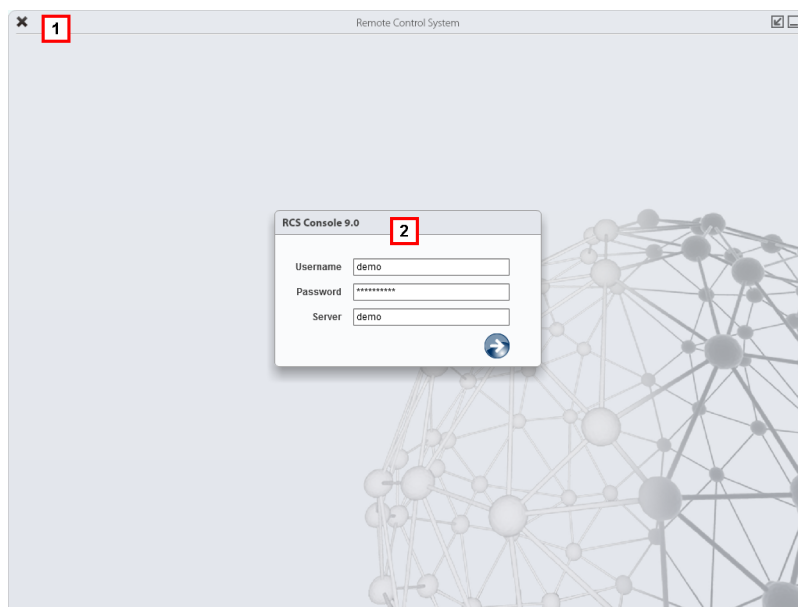 1
Remote Control System
RCS Console 9.0
2
Username demo
Password **********
Server demo